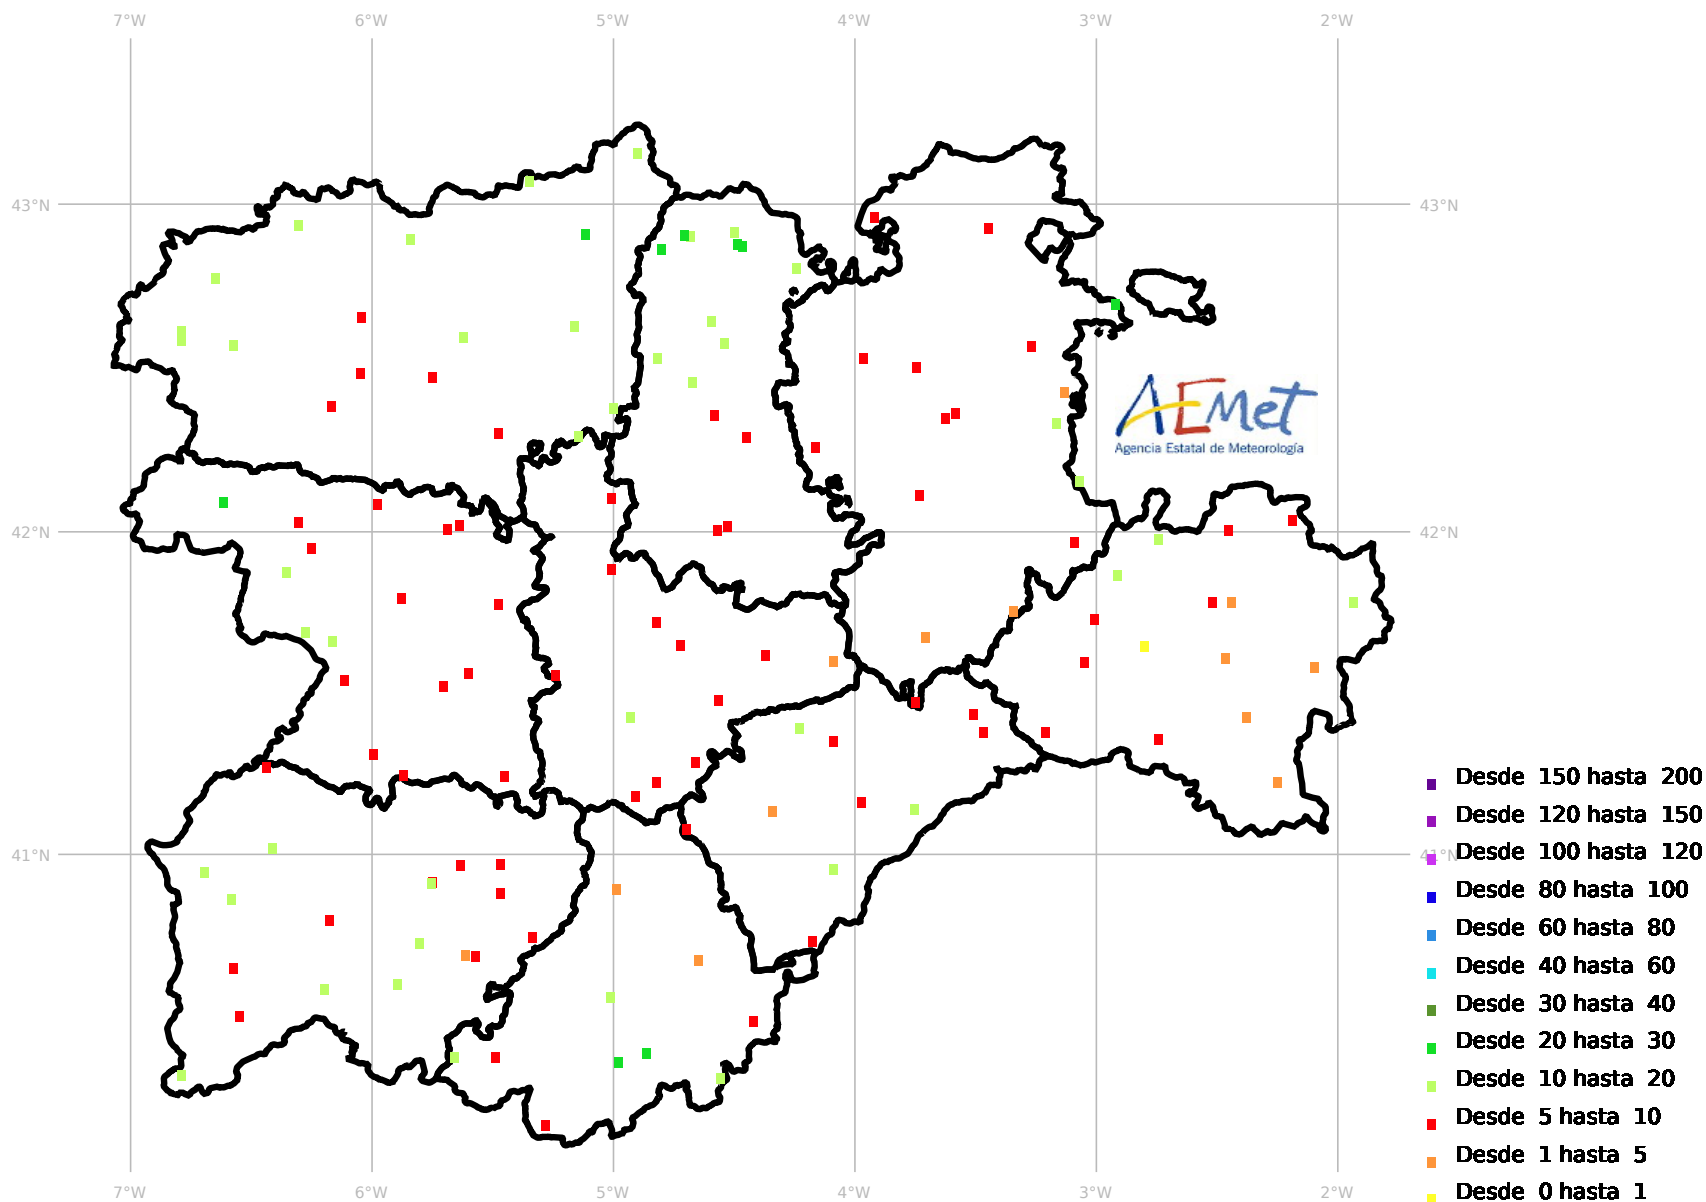 7°W 6°W 5°W 4°W 3°W 2°W
43°N 43°N
AEMet
Agencia Estatal de Meteorología
42°N 42°N
Desde 150 hasta 200
Desde 120 hasta 150
41°N 41°N
Desde 100 hasta 120
Desde 80 hasta 100
Desde 60 hasta 80
Desde 40 hasta 60
Desde 30 hasta 40
Desde 20 hasta 30
Desde 10 hasta 20
Desde 5 hasta 10
Desde 1 hasta 5
Desde 0 hasta 1
7°W 6°W 5°W 4°W 3°W 2°W